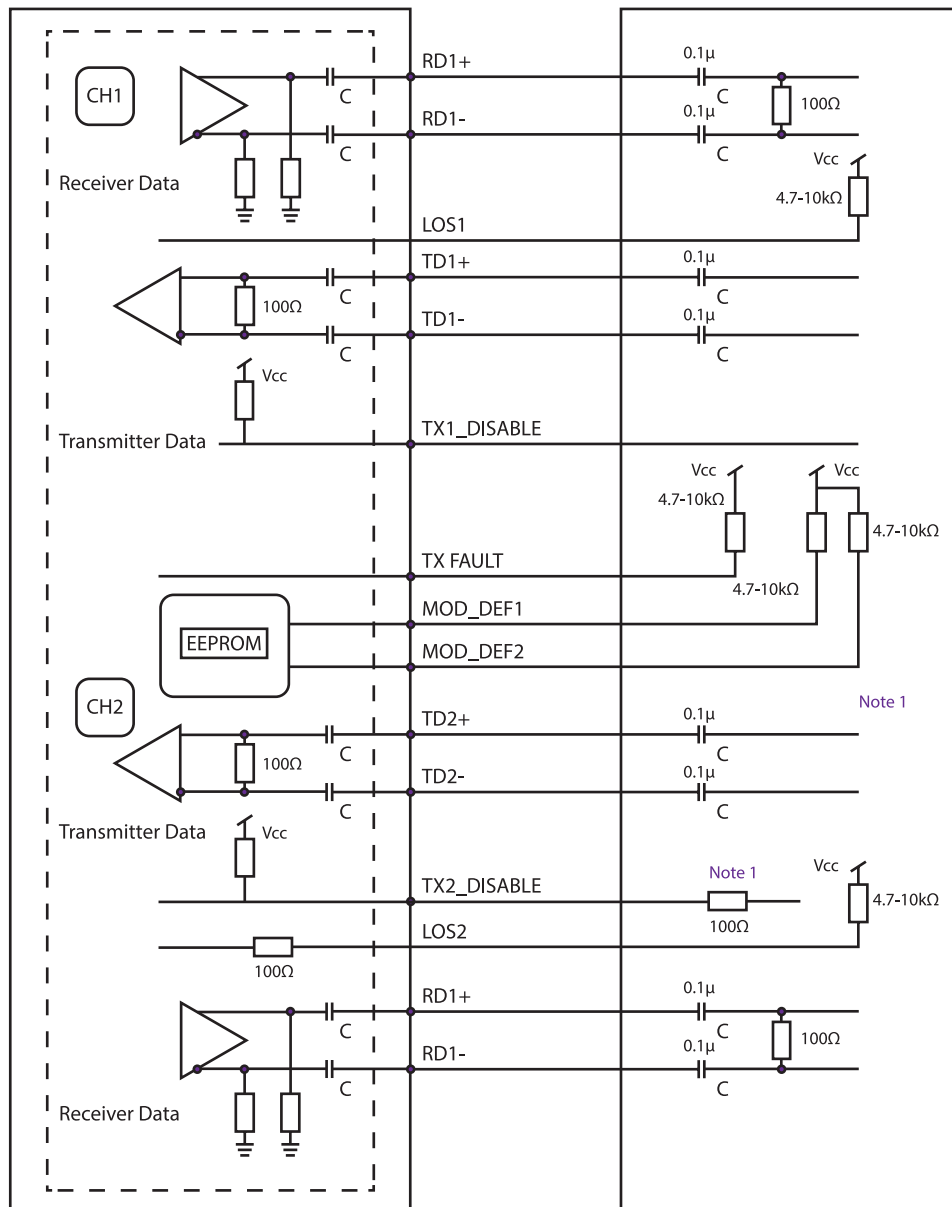 RD1+
0.1µ
C
C
CH1
100Ω
RD1-
0.1µ
C
C
Receiver Data
Vcc
4.7-10kΩ
LOS1
TD1+
0.1µ
C
C
100Ω
TD1-
0.1µ
C
C
Vcc
Transmitter Data
TX1_DISABLE
Vcc
Vcc
4.7-10kΩ
4.7-10kΩ
TX FAULT
4.7-10kΩ
MOD_DEF1
EEPROM
MOD_DEF2
CH2
Note 1
TD2+
0.1µ
C
C
100Ω
TD2-
0.1µ
C
C
Transmitter Data
Vcc
TX2_DISABLE
Note 1
100Ω
Vcc
4.7-10kΩ
LOS2
100Ω
RD1+
0.1µ
C
C
100Ω
RD1-
0.1µ
C
C
Receiver Data